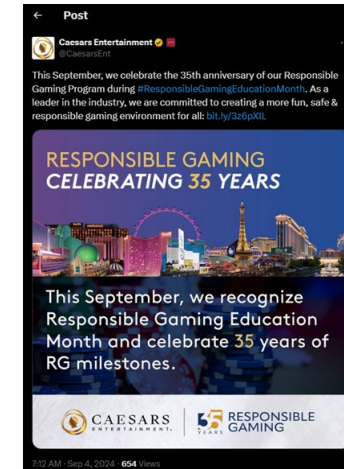 Post
Caesars Entertainment
@CaesarsEnt
This September, we celebrate the 35th anniversary of our Responsible
Gaming Program during #ResponsibleGamingEducationMonth. As a
leader in the industry, we are committed to creating a more fun, safe &
responsible gaming environment for all: bit.ly/3z6pXIL
RESPONSIBLE GAMING
CELEBRATING 35 YEARS
This September, we recognize
Responsible Gaming Education
Month and celebrate 35 years of
RG milestones.
CAESARS
ENTERTAINMENT.
35
YEARS
RESPONSIBLE
GAMING
7:12 AM · Sep 4, 2024 · 654 Views